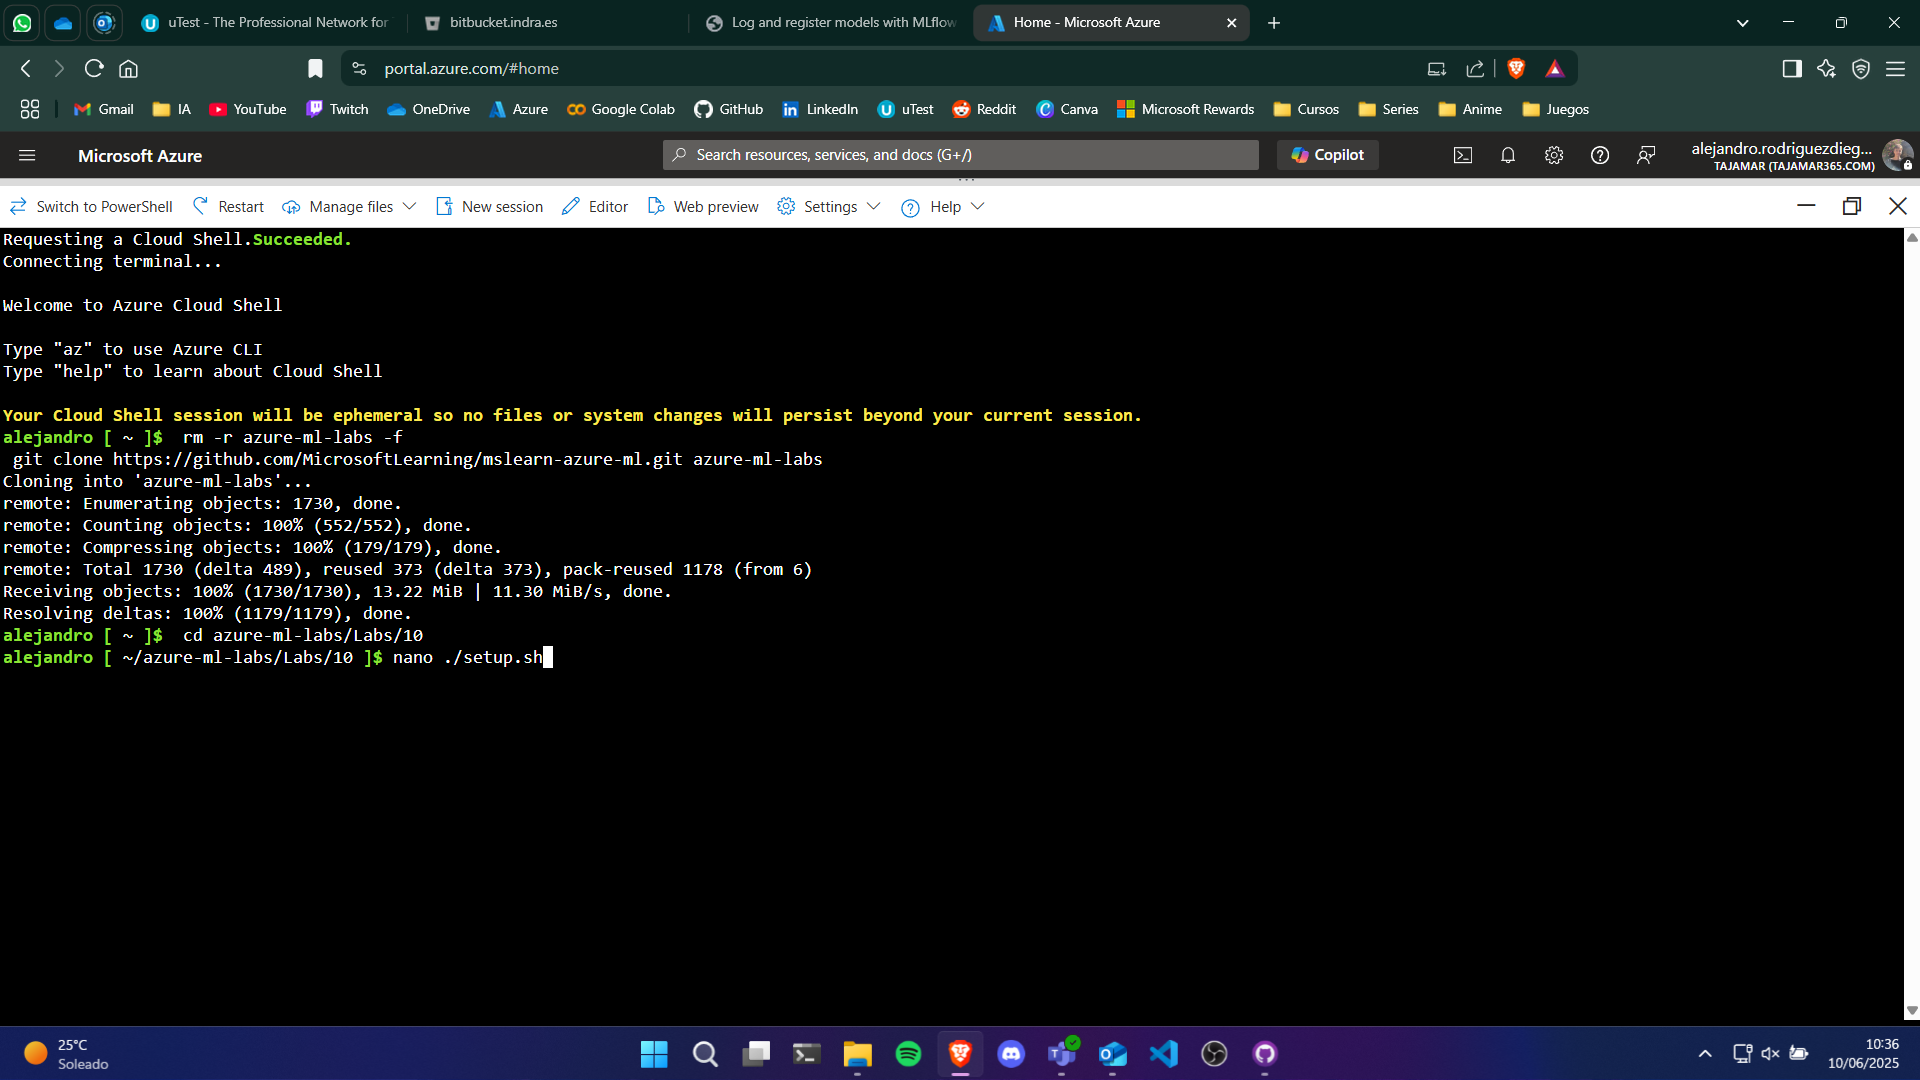 uTest - The Professional Network for
bitbucket.indra.es
Log and register models with MLflow
Home - Microsoft Azure
portal.azure.com/#home
Gmail
IA
YouTube
Twitch
OneDrive
Azure
Google Colab
GitHub
LinkedIn
uTest
Reddit
Canva
Microsoft Rewards
Cursos
Series
Anime
Juegos
Microsoft Azure
Search resources, services, and docs (G+/)
Copilot
alejandro.rodriguezdieg...
TAJAMAR (TAJAMAR365.COM)
Switch to PowerShell
Restart
Manage files
New session
Editor
Web preview
Settings
Help
Requesting a Cloud Shell.Succeeded.
Connecting terminal...
Welcome to Azure Cloud Shell
Type "az" to use Azure CLI
Type "help" to learn about Cloud Shell
Your Cloud Shell session will be ephemeral so no files or system changes will persist beyond your current session.
alejandro [ ~ ]$  rm -r azure-ml-labs -f
 git clone https://github.com/MicrosoftLearning/mslearn-azure-ml.git azure-ml-labs
Cloning into 'azure-ml-labs'...
remote: Enumerating objects: 1730, done.
remote: Counting objects: 100% (552/552), done.
remote: Compressing objects: 100% (179/179), done.
remote: Total 1730 (delta 489), reused 373 (delta 373), pack-reused 1178 (from 6)
Receiving objects: 100% (1730/1730), 13.22 MiB | 11.30 MiB/s, done.
Resolving deltas: 100% (1179/1179), done.
alejandro [ ~ ]$  cd azure-ml-labs/Labs/10
alejandro [ ~/azure-ml-labs/Labs/10 ]$ nano ./setup.sh
25°C
Soleado
10:36
10/06/2025